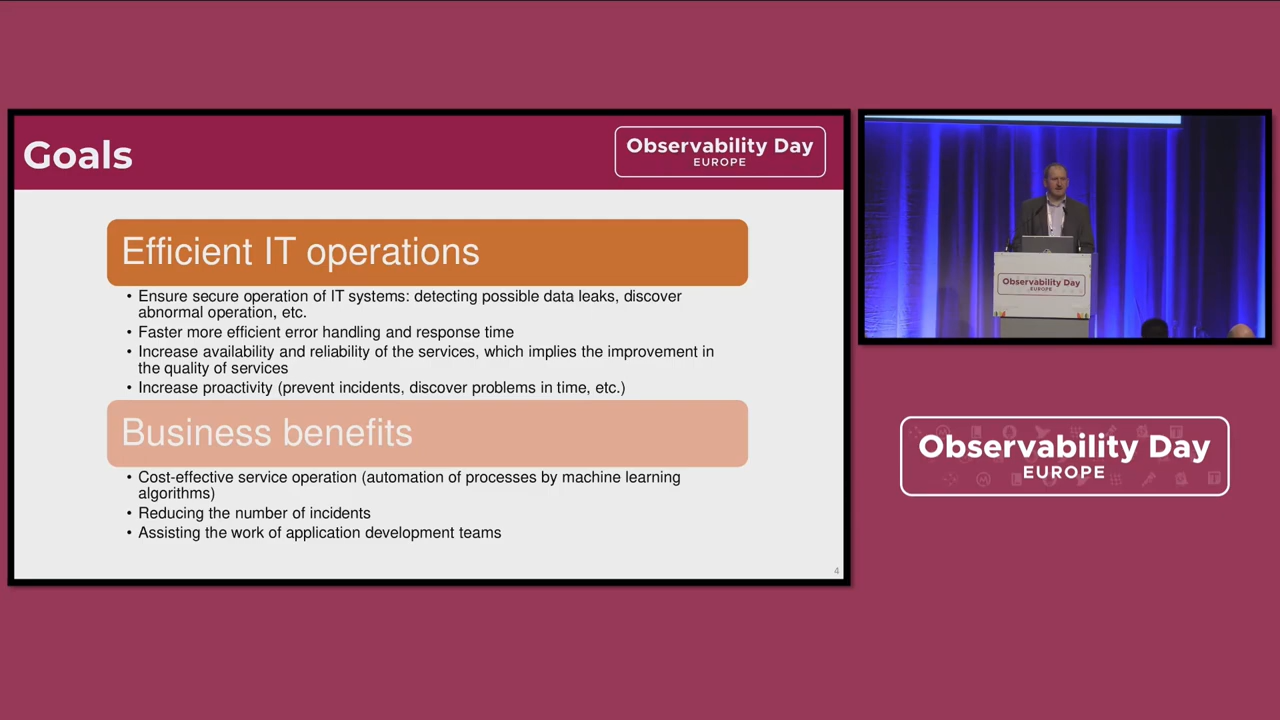 Goals
Observability Day
EUROPE
Efficient IT operations
• Ensure secure operation of IT systems: detecting possible data leaks, discover
abnormal operation, etc.
• Faster more efficient error handling and response time
• Increase availability and reliability of the services, which implies the improvement in
the quality of services
• Increase proactivity (prevent incidents, discover problems in time, etc.)
Business benefits
• Cost-effective service operation (automation of processes by machine learning
algorithms)
• Reducing the number of incidents
• Assisting the work of application development teams
4
Observability Day
EUROPE
Observability Day
EUROPE